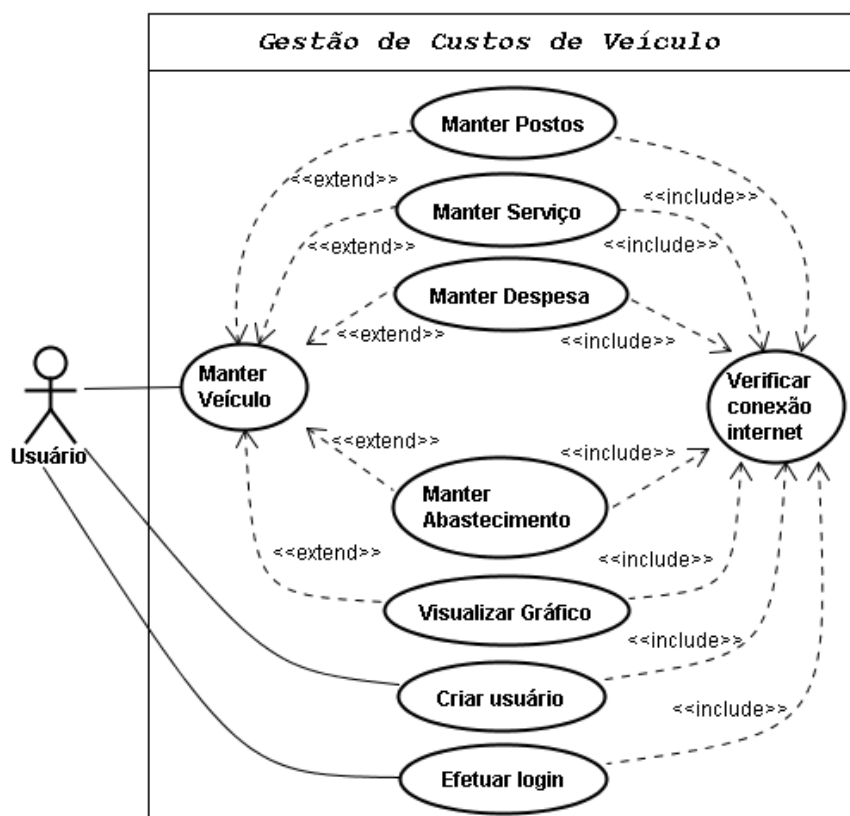 Gestão de Custos de Veículo
Manter Postos
<<extend>>
<<include>>
Manter Serviço
<<extend>>
<<include>>
Manter Despesa
<<extend>>
<<include>>
Manter
Veículo
Verificar
conexão
internet
Usuário
<<extend>>
<<include>>
Manter
Abastecimento
<<extend>>
<<include>>
Visualizar Gráfico
<<include>>
Criar usuário
<<include>>
Efetuar login